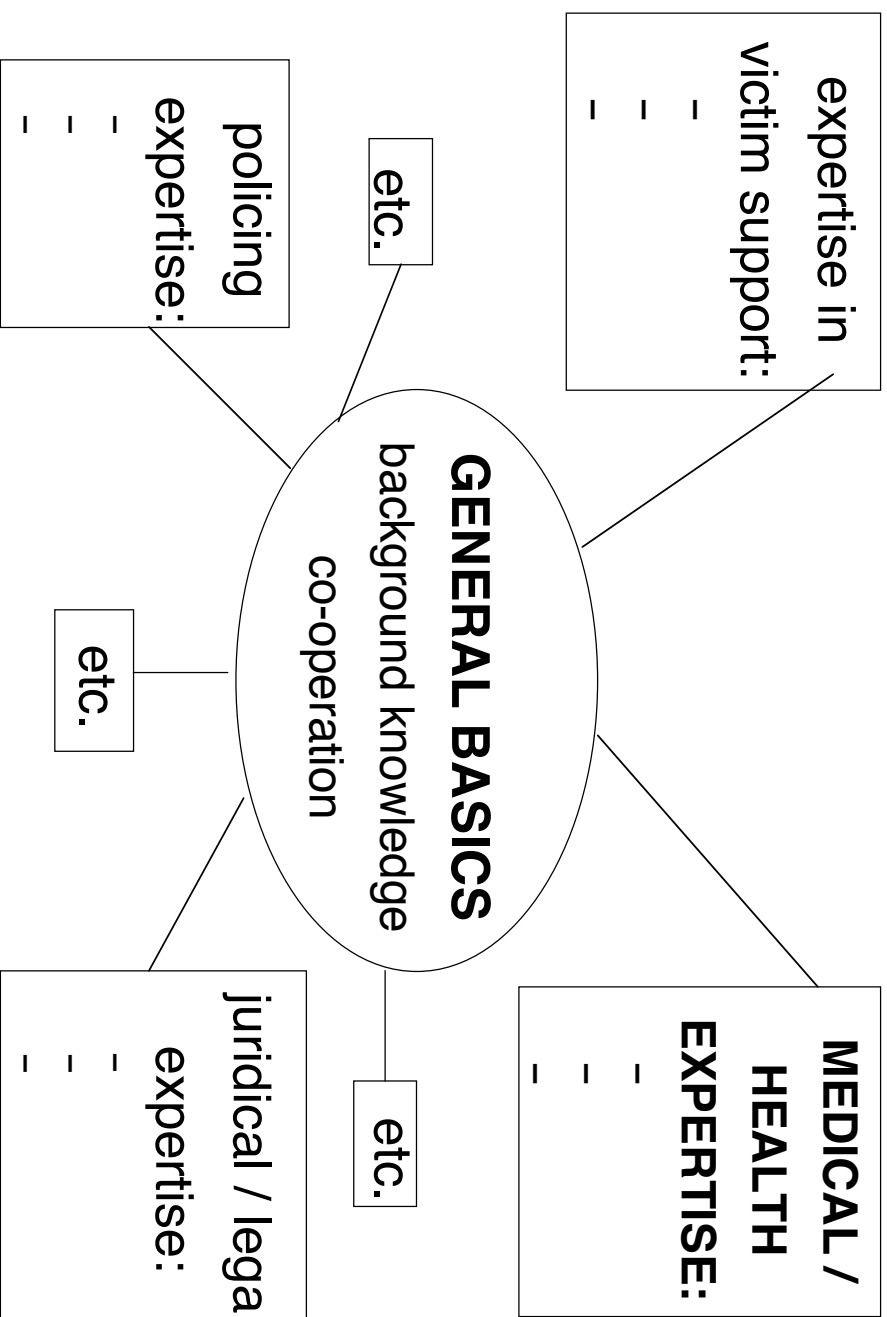 expertise in
victim support:
-
-
-
MEDICAL /
HEALTH
EXPERTISE:
-
-
-
etc.
GENERAL BASICS
background knowledge
co-operation
etc.
policing
expertise:
-
-
-
etc.
juridical / lega
expertise:
-
-
-